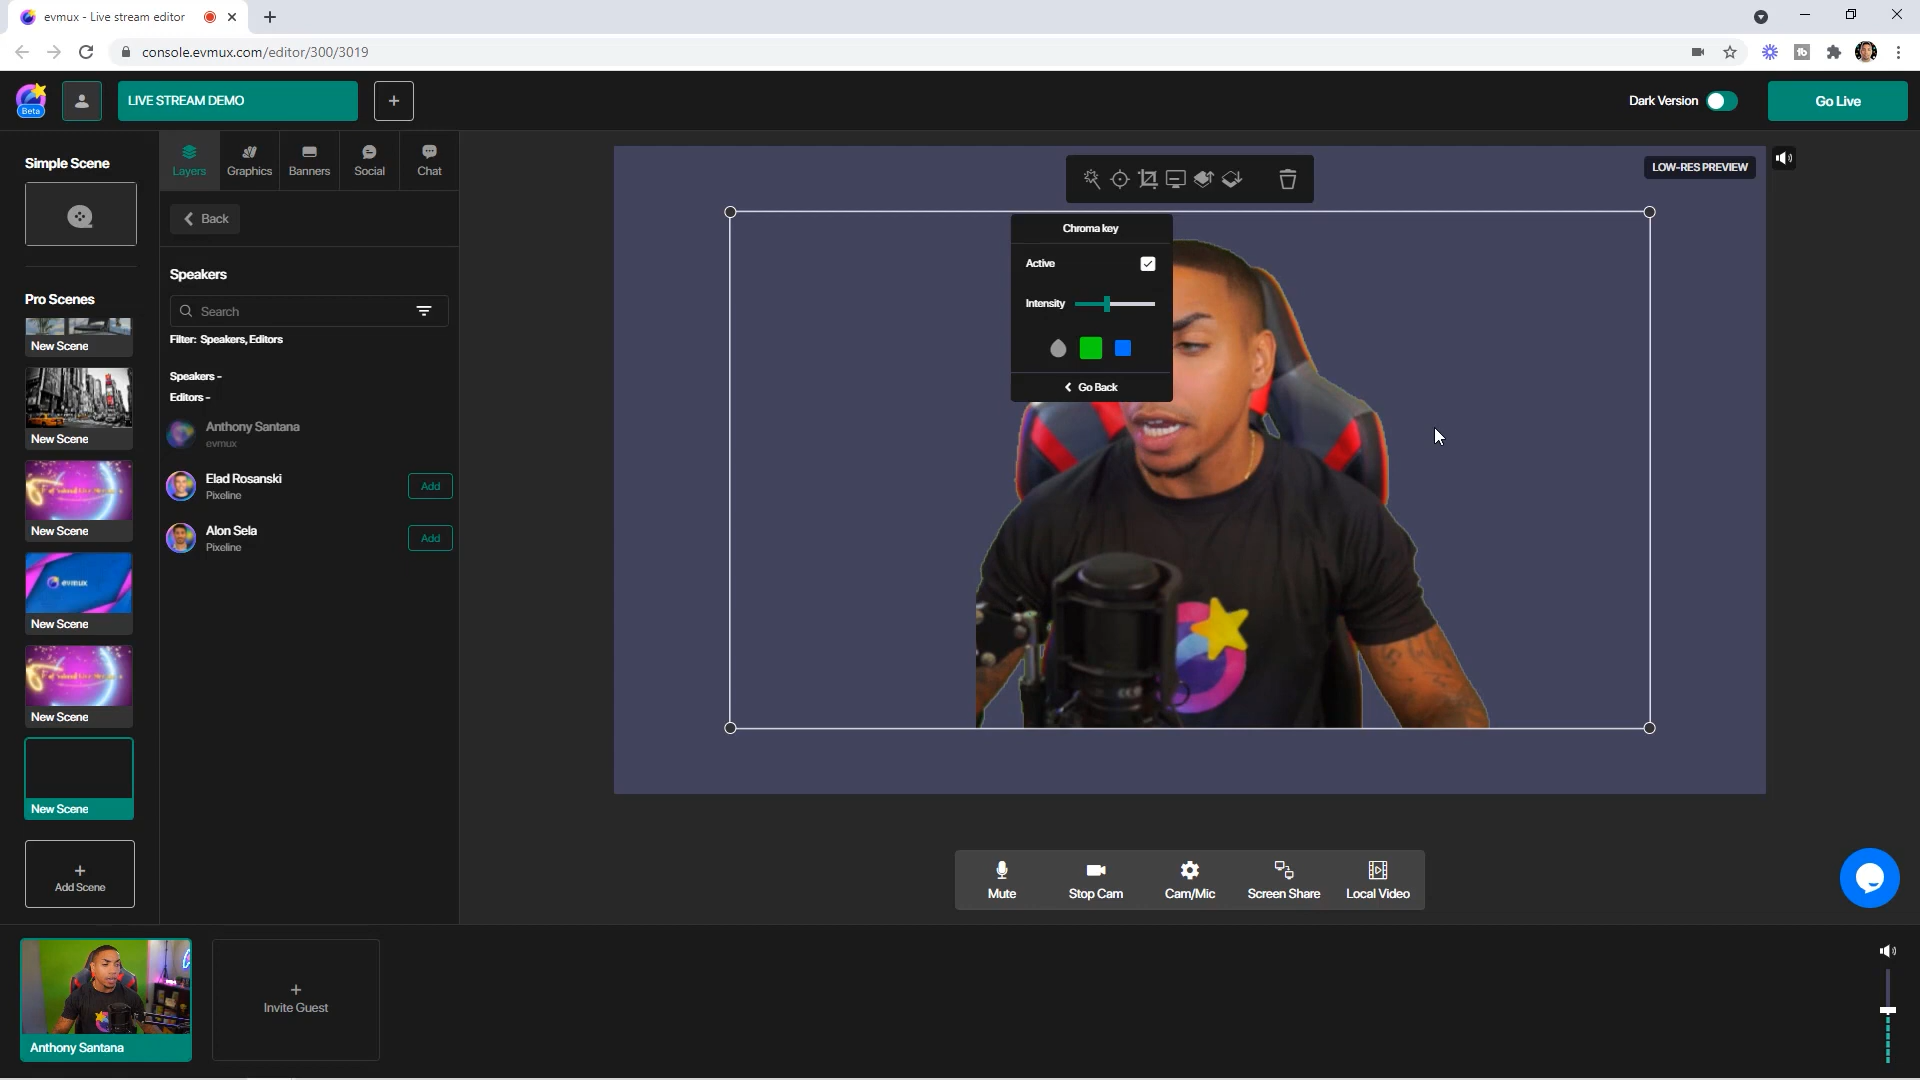 evmux - Live stream editor
console.evmux.com/editor/300/3019
Beta
LIVE STREAM DEMO
Dark Version
Go Live
Simple Scene
Pro Scenes
New Scene
New Scene
New Scene
evmux
New Scene
New Scene
New Scene
Add Scene
Layers
Graphics
Banners
Social
Chat
Back
Speakers
Search
Filter: Speakers, Editors
Speakers -
Editors -
Anthony Santana
evmux
Elad Rosanski
Pixeline
Add
Alon Sela
Pixeline
Add
LOW-RES PREVIEW
Chroma key
Active
Intensity
Go Back
Mute
Stop Cam
Cam/Mic
Screen Share
Local Video
Anthony Santana
Invite Guest